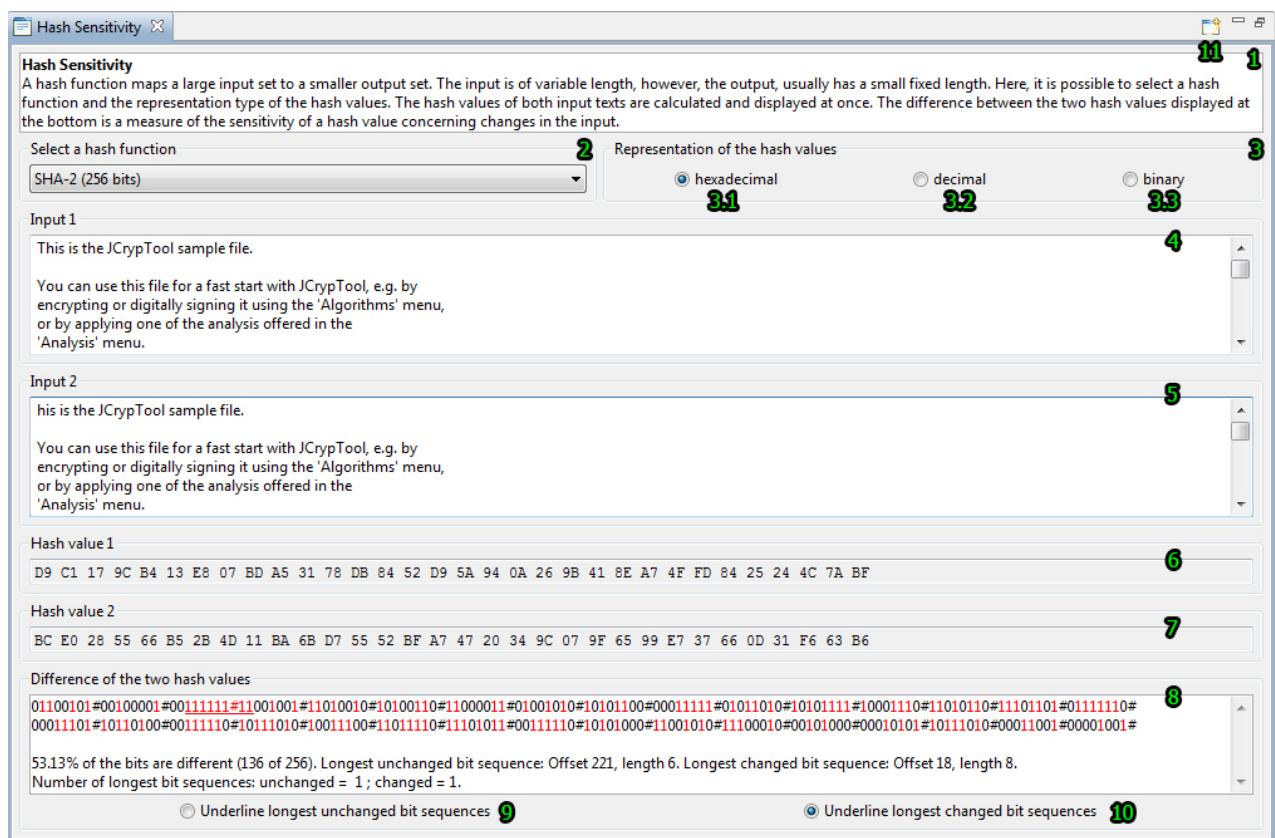 Hash Sensitivity
11
1
Hash Sensitivity
A hash function maps a large input set to a smaller output set. The input is of variable length, however, the output, usually has a small fixed length. Here, it is possible to select a hash
function and the representation type of the hash values. The hash values of both input texts are calculated and displayed at once. The difference between the two hash values displayed at
the bottom is a measure of the sensitivity of a hash value concerning changes in the input.
Select a hash function 2 Representation of the hash values 3
SHA-2 (256 bits) hexadecimal decimal binary
3.1 3.2 3.3
Input 1
4
This is the JCrypTool sample file.
You can use this file for a fast start with JCrypTool, e.g. by
encrypting or digitally signing it using the 'Algorithms' menu,
or by applying one of the analysis offered in the
'Analysis' menu.
Input 2
5
his is the JCrypTool sample file.
You can use this file for a fast start with JCrypTool, e.g. by
encrypting or digitally signing it using the 'Algorithms' menu,
or by applying one of the analysis offered in the
'Analysis' menu.
Hash value 1
6
D9 C1 17 9C B4 13 E8 07 BD A5 31 78 DB 84 52 D9 5A 94 0A 26 9B 41 8E A7 4F FD 84 25 24 4C 7A BF
Hash value 2
7
BC E0 28 55 66 B5 2B 4D 11 BA 6B D7 55 52 BF A7 47 20 34 9C 07 9F 65 99 E7 37 66 0D 31 F6 63 B6
Difference of the two hash values
8
01100101#00100001#00111111#11001001#11010010#10100110#11000011#01001010#10101100#00011111#01011010#10101111#10001110#11010110#11101101#01111110#
00011101#10110100#00111110#10111010#10011100#11011110#11101011#00111110#10101000#11001010#11100010#00101000#00010101#10111010#00011001#00001001#
53.13% of the bits are different (136 of 256). Longest unchanged bit sequence: Offset 221, length 6. Longest changed bit sequence: Offset 18, length 8.
Number of longest bit sequences: unchanged = 1 ; changed = 1.
Underline longest unchanged bit sequences 9 Underline longest changed bit sequences 10